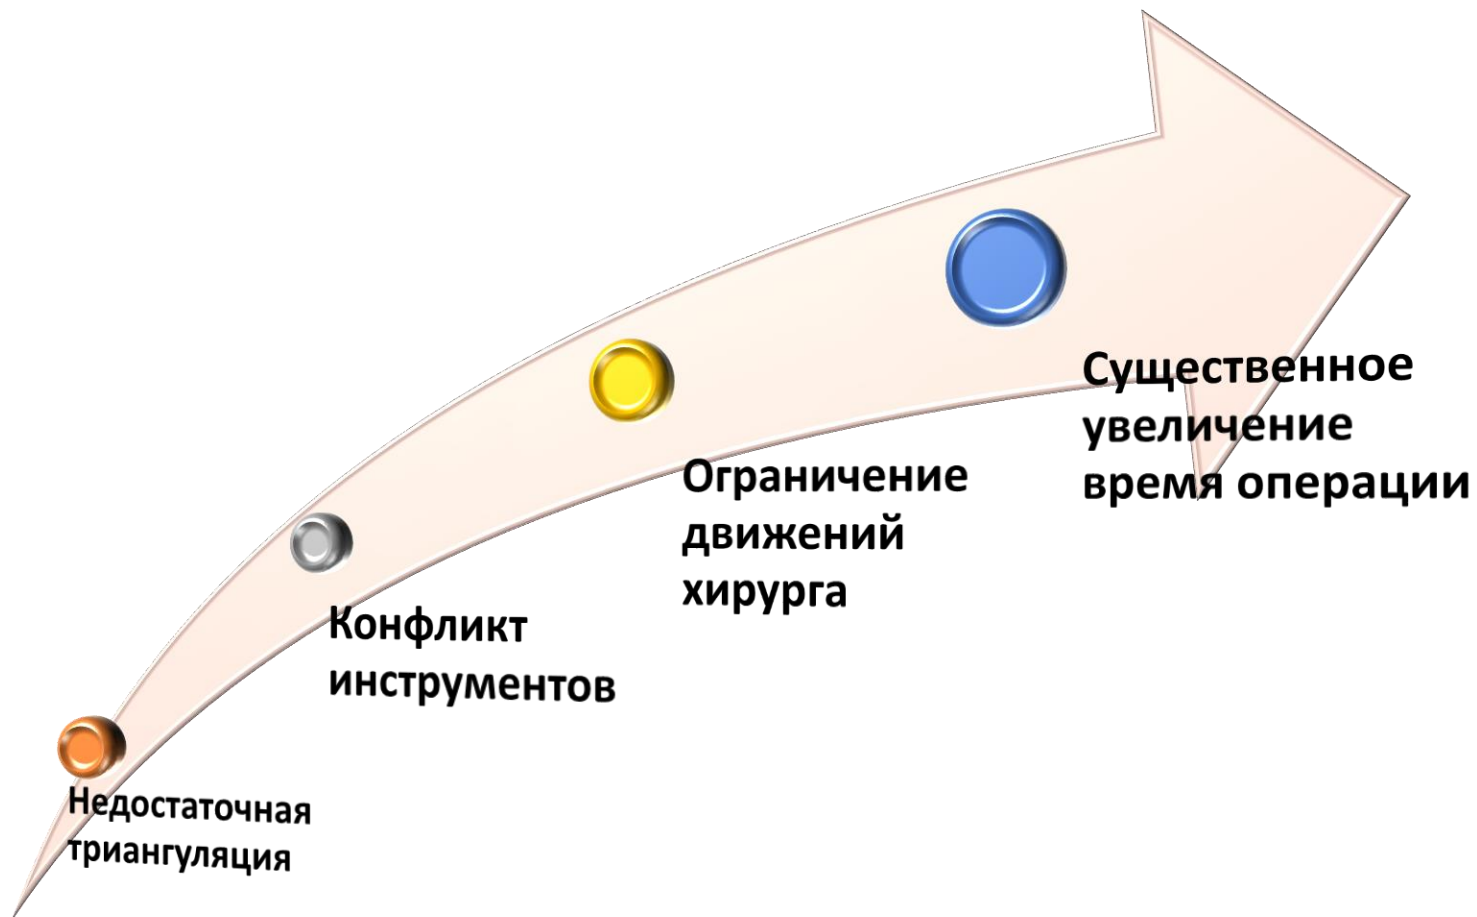 Недостаточная
триангуляция
Конфликт
инструментов
Ограничение
движений
хирурга
Существенное
увеличение
время операции